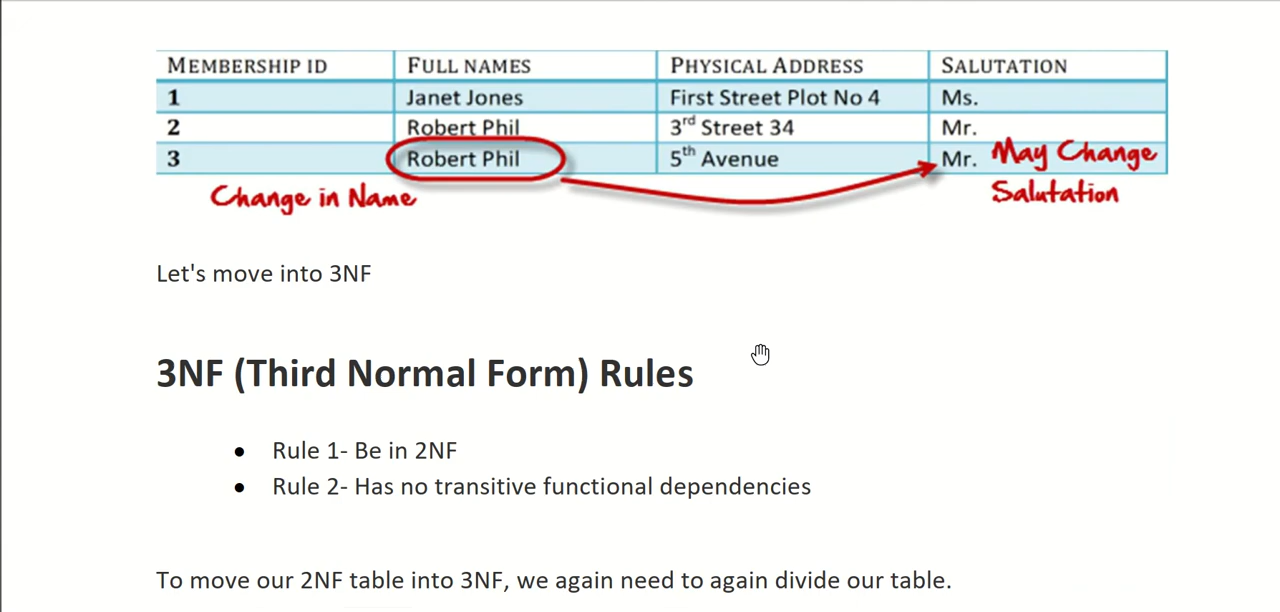 MEMBERSHIP ID FULL NAMES PHYSICAL ADDRESS SALUTATION
1 Janet Jones First Street Plot No 4 Ms.
2 Robert Phil 3rd Street 34 Mr.
3 Robert Phil 5th Avenue Mr. May Change
Change in Name Salutation
Let's move into 3NF
3NF (Third Normal Form) Rules
● Rule 1- Be in 2NF
● Rule 2- Has no transitive functional dependencies
To move our 2NF table into 3NF, we again need to again divide our table.